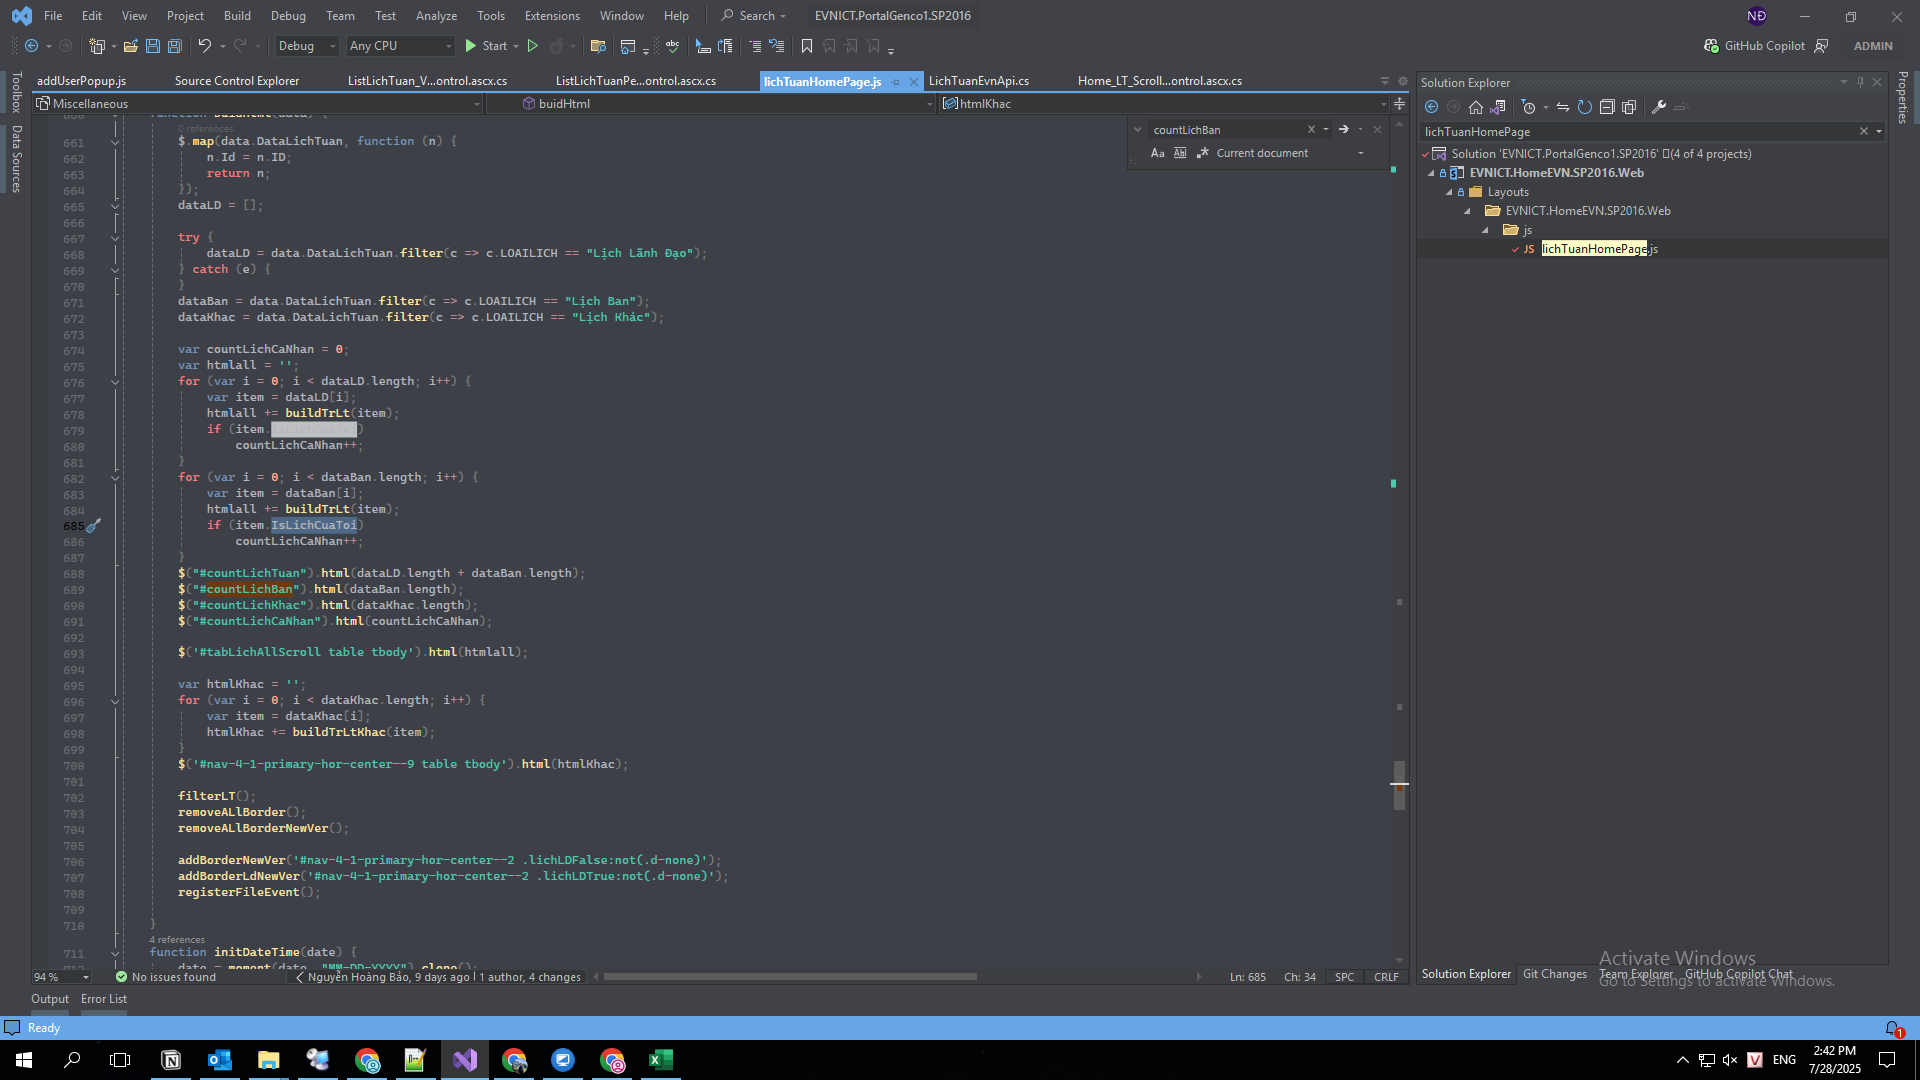 File Edit View Project Build Debug Team Test Analyze Tools Extensions Window Help Search EVNICT.PortalGenco1.SP2016 NĐ
Debug Any CPU Start GitHub Copilot ADMIN
addUserPopup.js Source Control Explorer ListLichTuan_V...ontrol.ascx.cs ListLichTuanPe...ontrol.ascx.cs lichTuanHomePage.js LichTuanEvnApi.cs Home_LT_Scroll...ontrol.ascx.cs
Miscellaneous buidHtml htmlKhac
Toolbox
Data Sources
countLichBan
Aa Ab Current document
0 references
661 $.map(data.DataLichTuan, function (n) {
662 n.Id = n.ID;
663 return n;
664 });
665 dataLD = [];
666
667 try {
668 dataLD = data.DataLichTuan.filter(c => c.LOAILICH == "Lịch Lãnh Đạo");
669 } catch (e) {
670 }
671 dataBan = data.DataLichTuan.filter(c => c.LOAILICH == "Lịch Ban");
672 dataKhac = data.DataLichTuan.filter(c => c.LOAILICH == "Lịch Khác");
673
674 var countLichCaNhan = 0;
675 var htmlall = '';
676 for (var i = 0; i < dataLD.length; i++) {
677 var item = dataLD[i];
678 htmlall += buildTrLt(item);
679 if (item.IsLichCuaToi)
680 countLichCaNhan++;
681 }
682 for (var i = 0; i < dataBan.length; i++) {
683 var item = dataBan[i];
684 htmlall += buildTrLt(item);
685 if (item.IsLichCuaToi)
686 countLichCaNhan++;
687 }
688 $("#countLichTuan").html(dataLD.length + dataBan.length);
689 $("#countLichBan").html(dataBan.length);
690 $("#countLichKhac").html(dataKhac.length);
691 $("#countLichCaNhan").html(countLichCaNhan);
692
693 $('#tabLichAllScroll table tbody').html(htmlall);
694
695 var htmlKhac = '';
696 for (var i = 0; i < dataKhac.length; i++) {
697 var item = dataKhac[i];
698 htmlKhac += buildTrLtKhac(item);
699 }
700 $('#nav-4-1-primary-hor-center--9 table tbody').html(htmlKhac);
701
702 filterLT();
703 removeALlBorder();
704 removeALlBorderNewVer();
705
706 addBorderNewVer('#nav-4-1-primary-hor-center--2 .lichLDFalse:not(.d-none)');
707 addBorderLdNewVer('#nav-4-1-primary-hor-center--2 .lichLDTrue:not(.d-none)');
708 registerFileEvent();
709
710 }
4 references
711 function initDateTime(date) {
94 % No issues found Nguyễn Hoàng Bảo, 9 days ago | 1 author, 4 changes Ln: 685 Ch: 34 SPC CRLF
Solution Explorer
lichTuanHomePage
Solution 'EVNICT.PortalGenco1.SP2016' (4 of 4 projects)
EVNICT.HomeEVN.SP2016.Web
Layouts
EVNICT.HomeEVN.SP2016.Web
js
JS lichTuanHomePage.js
Properties
Activate Windows
Go to Settings to activate Windows.
Solution Explorer Git Changes Team Explorer GitHub Copilot Chat
Output Error List
Ready 1
ENG 2:42 PM
7/28/2025